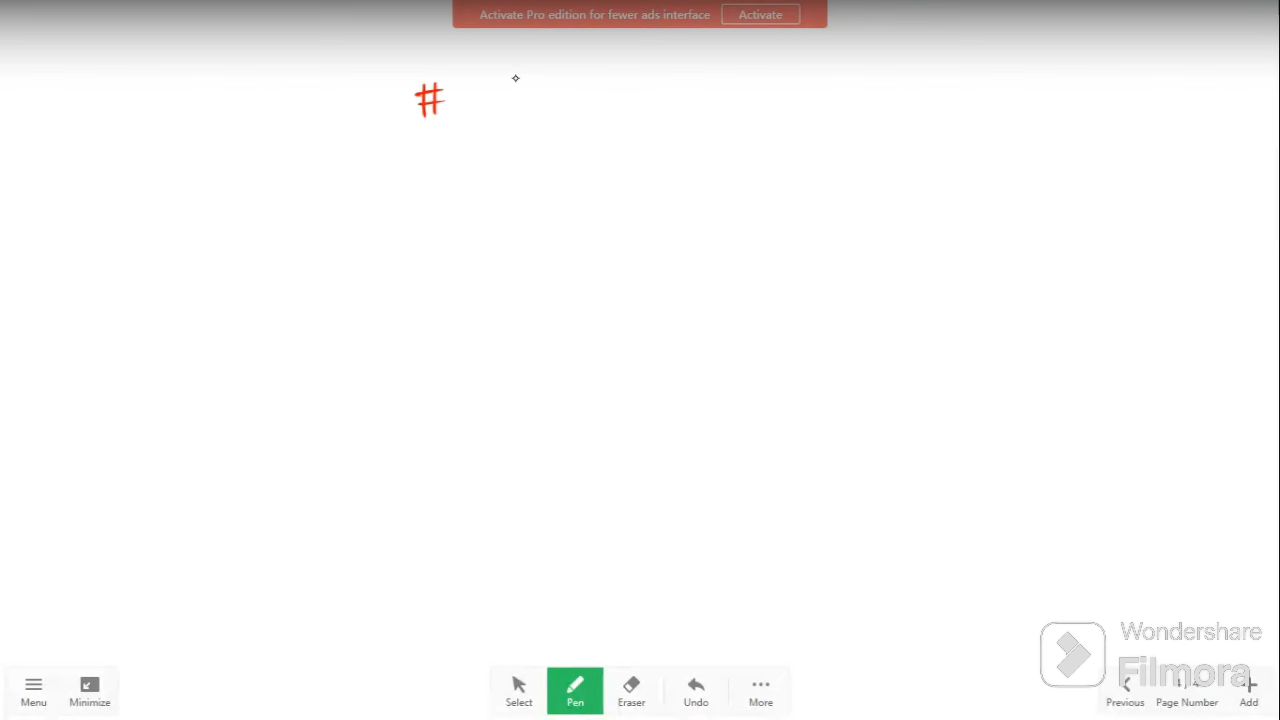 Activate Pro edition for fewer ads interface Activate
#
Wondershare
Filmora
Menu Minimize Select Pen Eraser Undo More Previous Page Number Add